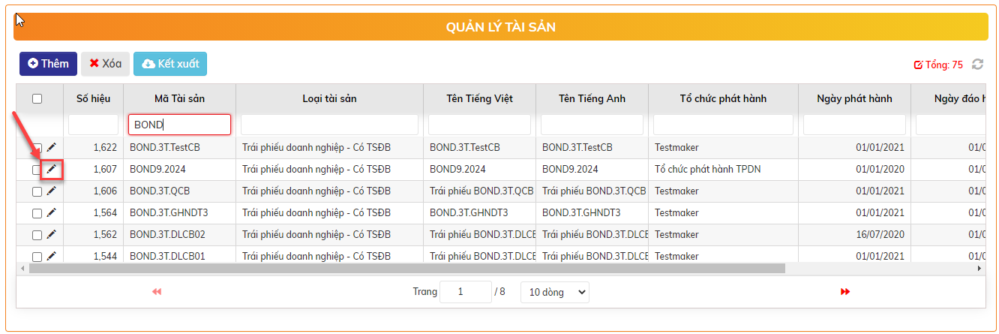 QUẢN LÝ TÀI SẢN
Thêm Xóa Kết xuất Tổng: 75
Số hiệu Mã Tài sản Loại tài sản Tên Tiếng Việt Tên Tiếng Anh Tổ chức phát hành Ngày phát hành Ngày đáo h
BOND
1,622 BOND.3T.TestCB Trái phiếu doanh nghiệp - Có TSĐB BOND.3T.TestCB BOND.3T.TestCB Testmaker 01/01/2021 01/0
1,607 BOND9.2024 Trái phiếu doanh nghiệp - Có TSĐB BOND9.2024 BOND9.2024 Tổ chức phát hành TPDN 01/01/2020 01/0
1,606 BOND.3T.QCB Trái phiếu doanh nghiệp - Có TSĐB Trái phiếu BOND.3T.QCB Trái phiếu BOND.3T.QCB Testmaker 01/01/2021 01/0
1,564 BOND.3T.GHNDT3 Trái phiếu doanh nghiệp - Có TSĐB BOND.3T.GHNDT3 BOND.3T.GHNDT3 Testmaker 01/01/2021 01/0
1,562 BOND.3T.DLCB02 Trái phiếu doanh nghiệp - Có TSĐB Trái phiếu BOND.3T.DLCB Trái phiếu BOND.3T.DLCB Testmaker 16/07/2020 01/0
1,544 BOND.3T.DLCB01 Trái phiếu doanh nghiệp - Có TSĐB Trái phiếu BOND.3T.DLCB Trái phiếu BOND.3T.DLCB Testmaker 01/01/2021 01/0
Trang 1 / 8 10 dòng